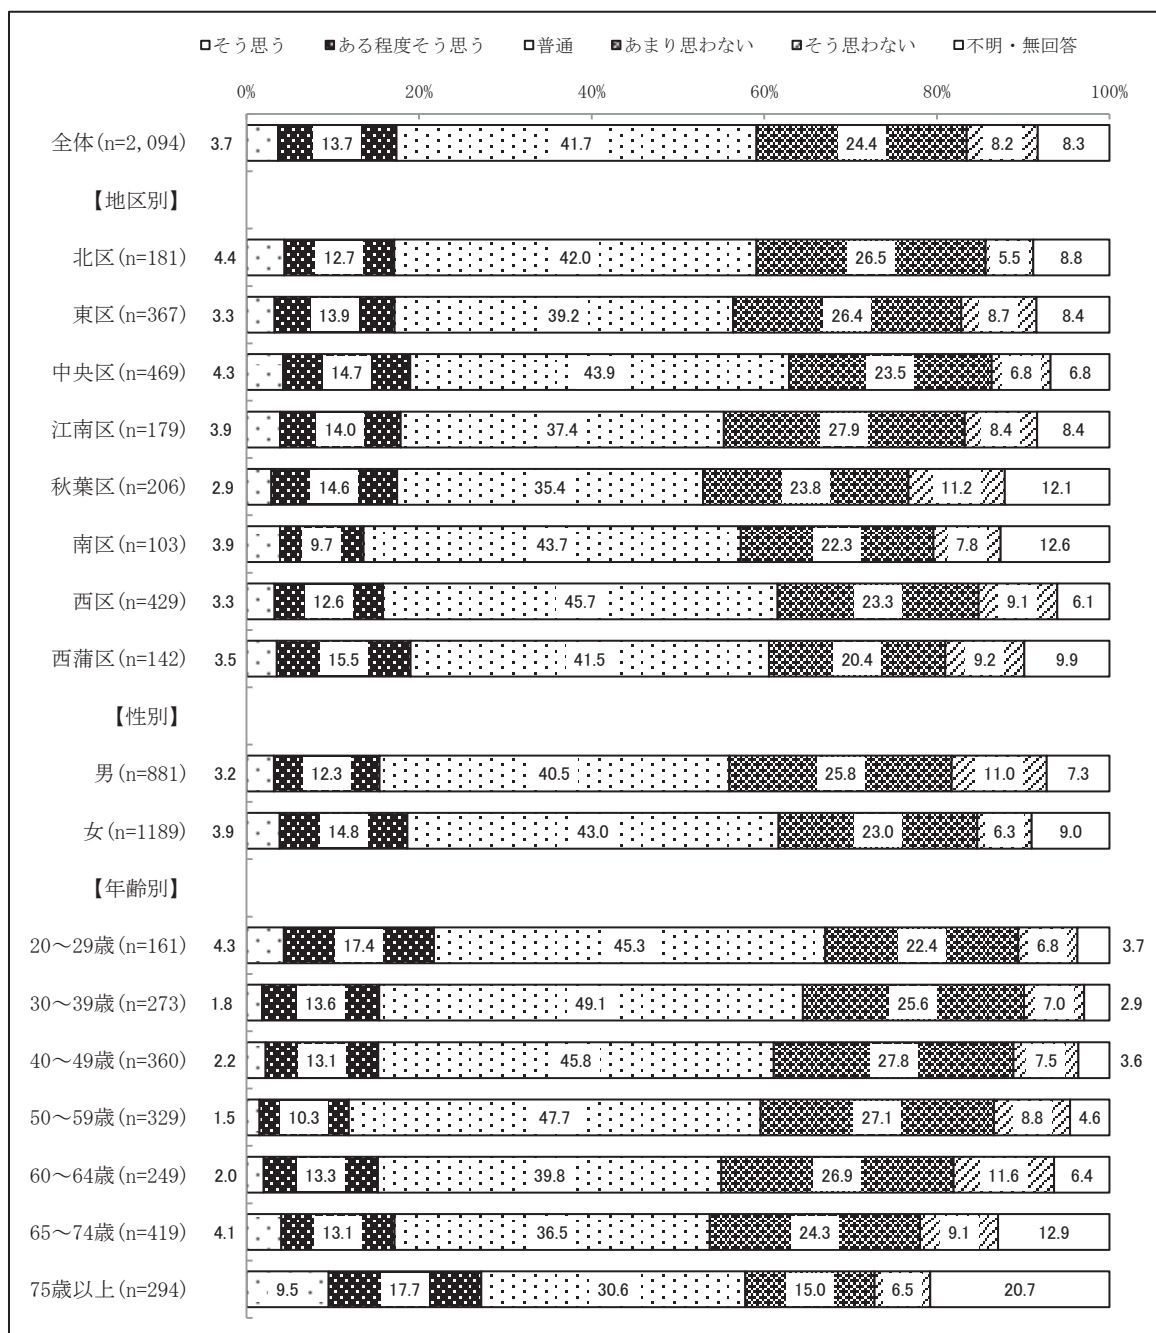 そう思う ある程度そう思う 普通 あまり思わない そう思わない 不明・無回答
0% 20% 40% 60% 80% 100%
全体(n=2,094) 3.7 13.7 41.7 24.4 8.2 8.3
【地区別】
北区(n=181) 4.4 12.7 42.0 26.5 5.5 8.8
東区(n=367) 3.3 13.9 39.2 26.4 8.7 8.4
中央区(n=469) 4.3 14.7 43.9 23.5 6.8 6.8
江南区(n=179) 3.9 14.0 37.4 27.9 8.4 8.4
秋葉区(n=206) 2.9 14.6 35.4 23.8 11.2 12.1
南区(n=103) 3.9 9.7 43.7 22.3 7.8 12.6
西区(n=429) 3.3 12.6 45.7 23.3 9.1 6.1
西蒲区(n=142) 3.5 15.5 41.5 20.4 9.2 9.9
【性別】
男(n=881) 3.2 12.3 40.5 25.8 11.0 7.3
女(n=1189) 3.9 14.8 43.0 23.0 6.3 9.0
【年齢別】
20～29歳(n=161) 4.3 17.4 45.3 22.4 6.8 3.7
30～39歳(n=273) 1.8 13.6 49.1 25.6 7.0 2.9
40～49歳(n=360) 2.2 13.1 45.8 27.8 7.5 3.6
50～59歳(n=329) 1.5 10.3 47.7 27.1 8.8 4.6
60～64歳(n=249) 2.0 13.3 39.8 26.9 11.6 6.4
65～74歳(n=419) 4.1 13.1 36.5 24.3 9.1 12.9
75歳以上(n=294) 9.5 17.7 30.6 15.0 6.5 20.7